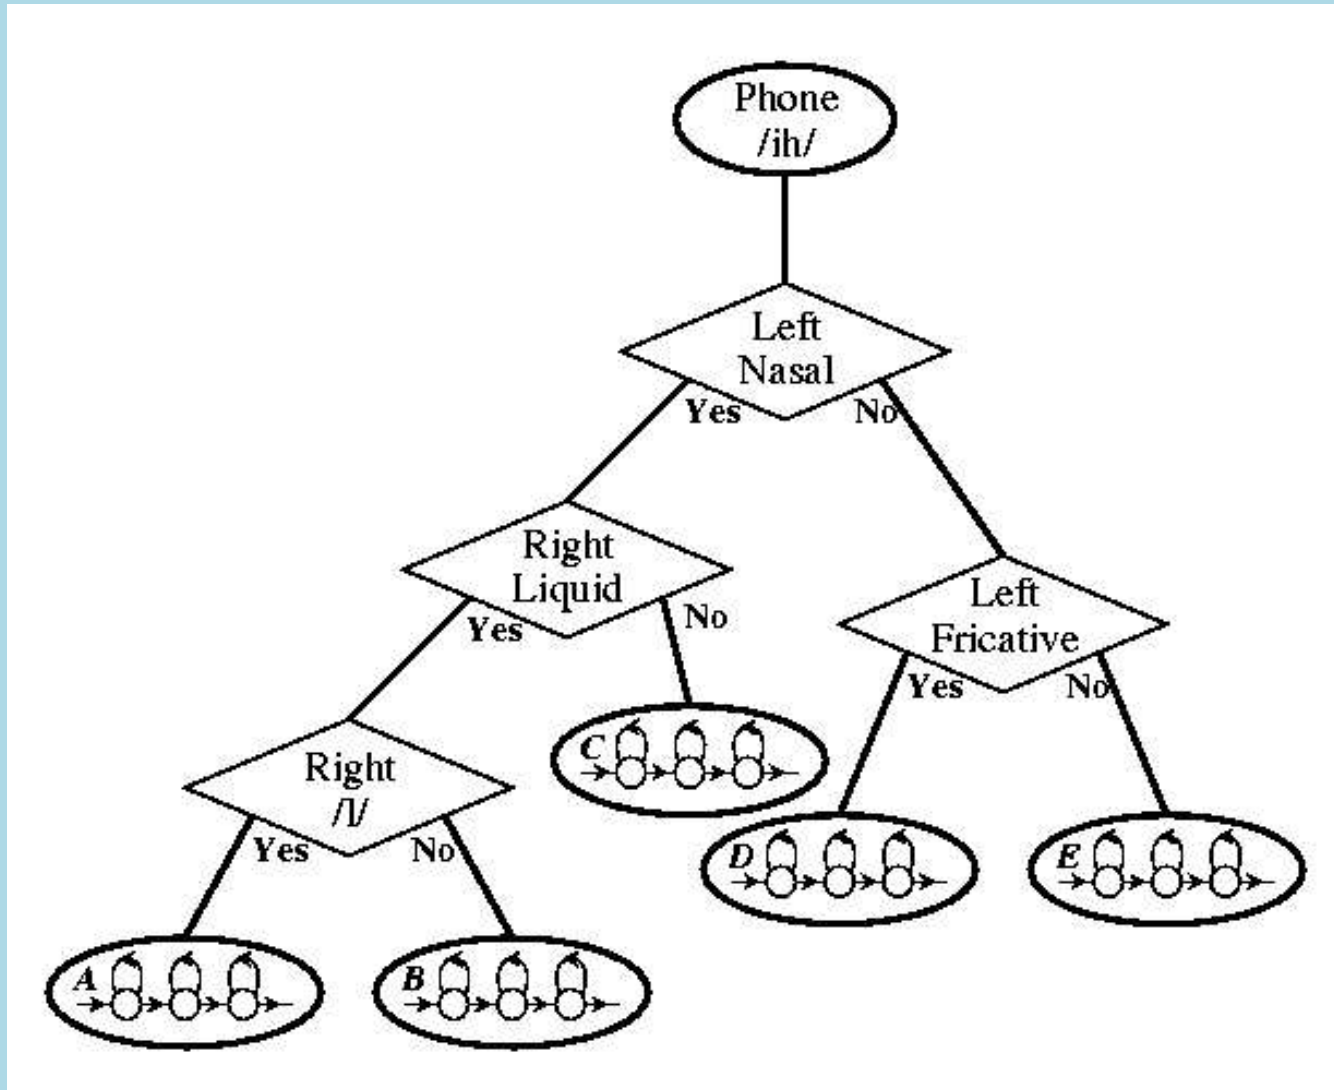 Phone
/ih/
Left
Nasal
Yes
No
Right
Liquid
Yes
No
Left
Fricative
Yes
No
C
Right
/l/
Yes
No
D
E
A
B